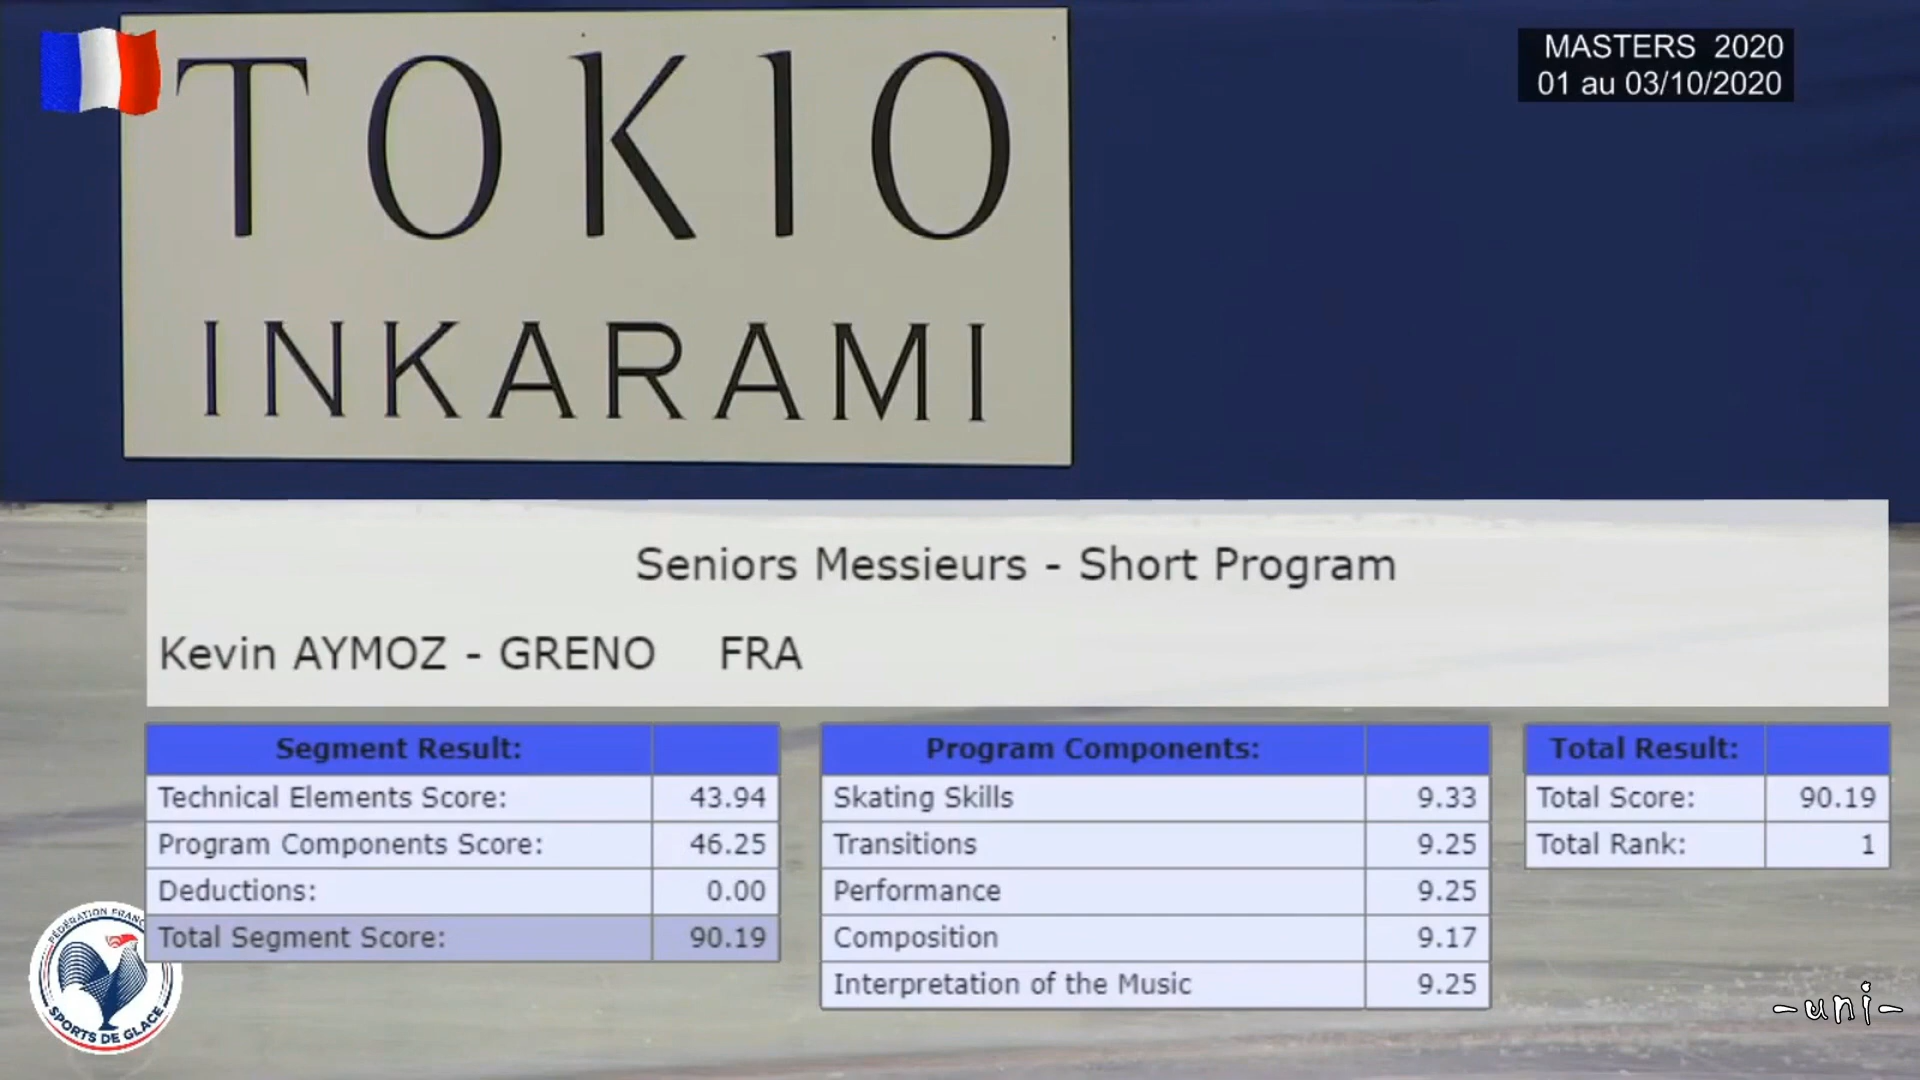 TOKIO
INKARAMI
MASTERS 2020
01 au 03/10/2020
Seniors Messieurs - Short Program
Kevin AYMOZ - GRENO FRA
Segment Result:
Technical Elements Score: 43.94
Program Components Score: 46.25
Deductions: 0.00
Total Segment Score: 90.19
Program Components:
Skating Skills 9.33
Transitions 9.25
Performance 9.25
Composition 9.17
Interpretation of the Music 9.25
Total Result:
Total Score: 90.19
Total Rank: 1
FÉDÉRATION FRANÇ
SPORTS DE GLACE
-uni-